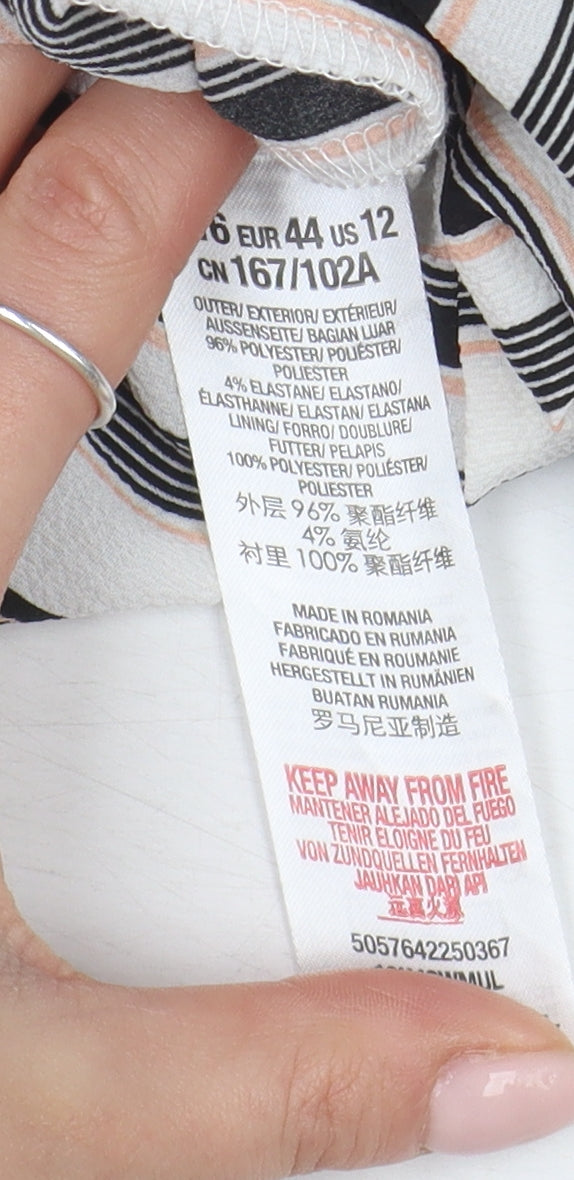 6 EUR 44 US 12
CN 167/102A
OUTER/ EXTERIOR/ EXTÉRIEUR/
AUSSENSEITE/ BAGIAN LUAR
96% POLYESTER/ POLIÉSTER/
POLIESTER
4% ELASTANE/ ELASTANO/
ÉLASTHANNE/ ELASTAN/ ELASTANA
LINING/ FORRO/ DOUBLURE/
FUTTER/ PELAPIS
100% POLYESTER/ POLIÉSTER/
POLIESTER
外层 96% 聚酯纤维
4% 氨纶
衬里 100% 聚酯纤维
MADE IN ROMANIA
FABRICADO EN RUMANIA
FABRIQUÉ EN ROUMANIE
HERGESTELLT IN RUMÄNIEN
BUATAN RUMANIA
罗马尼亚制造
KEEP AWAY FROM FIRE
MANTENER ALEJADO DEL FUEGO
TENIR ELOIGNE DU FEU
VON ZUNDQUELLEN FERNHALTEN
JAUHKAN DARI API
远离火源
5057642250367